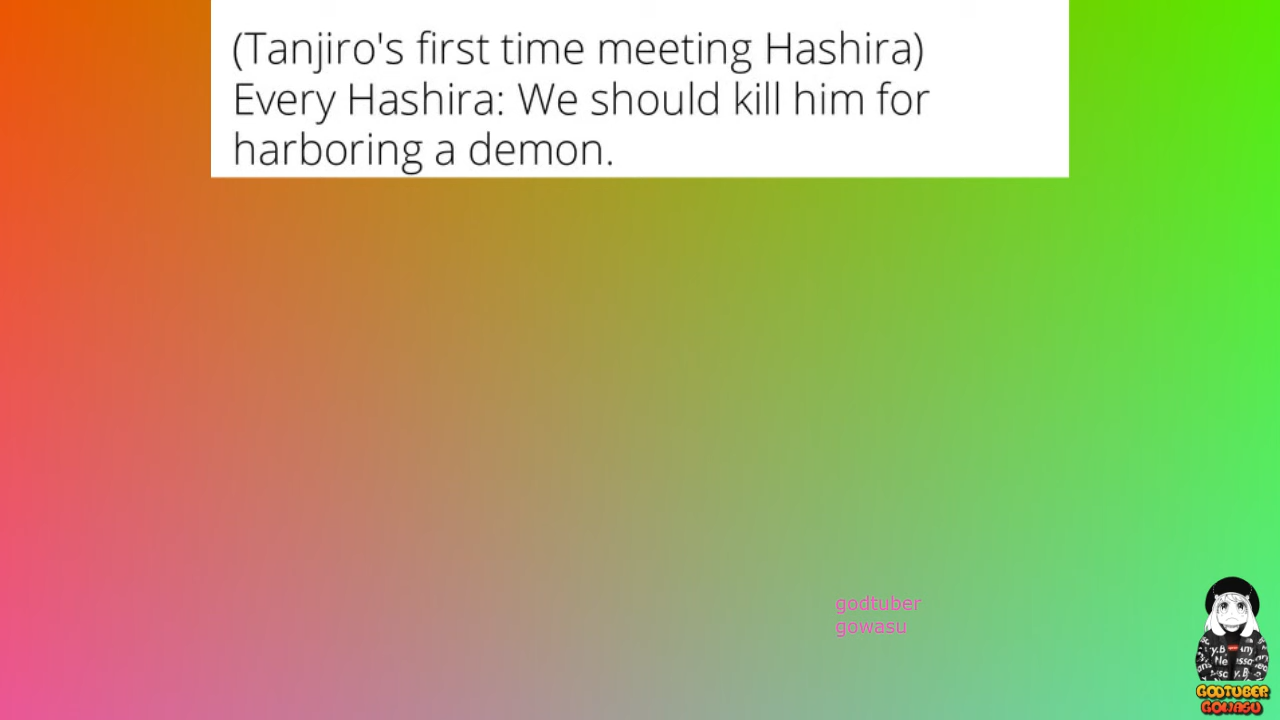 (Tanjiro's first time meeting Hashira)
Every Hashira: We should kill him for
harboring a demon.
godtuber
gowasu
GODTUBER
GOWASU